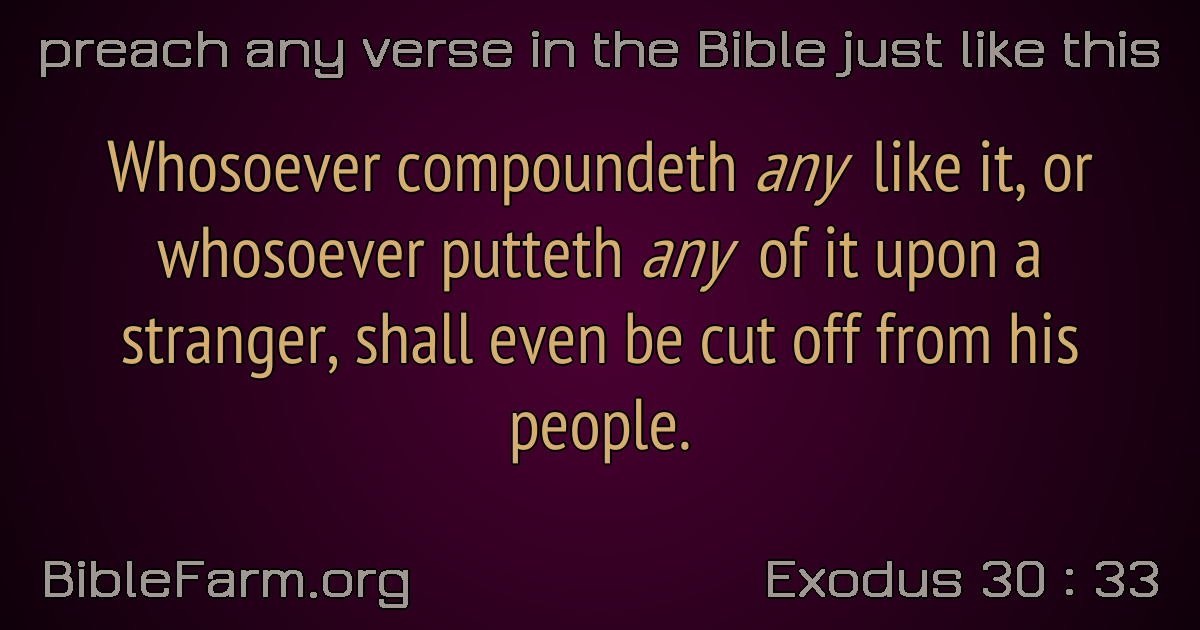 preach any verse in the Bible just like this
Whosoever compoundeth any like it, or
whosoever putteth any of it upon a
stranger, shall even be cut off from his
people.
BibleFarm.org
Exodus 30 : 33